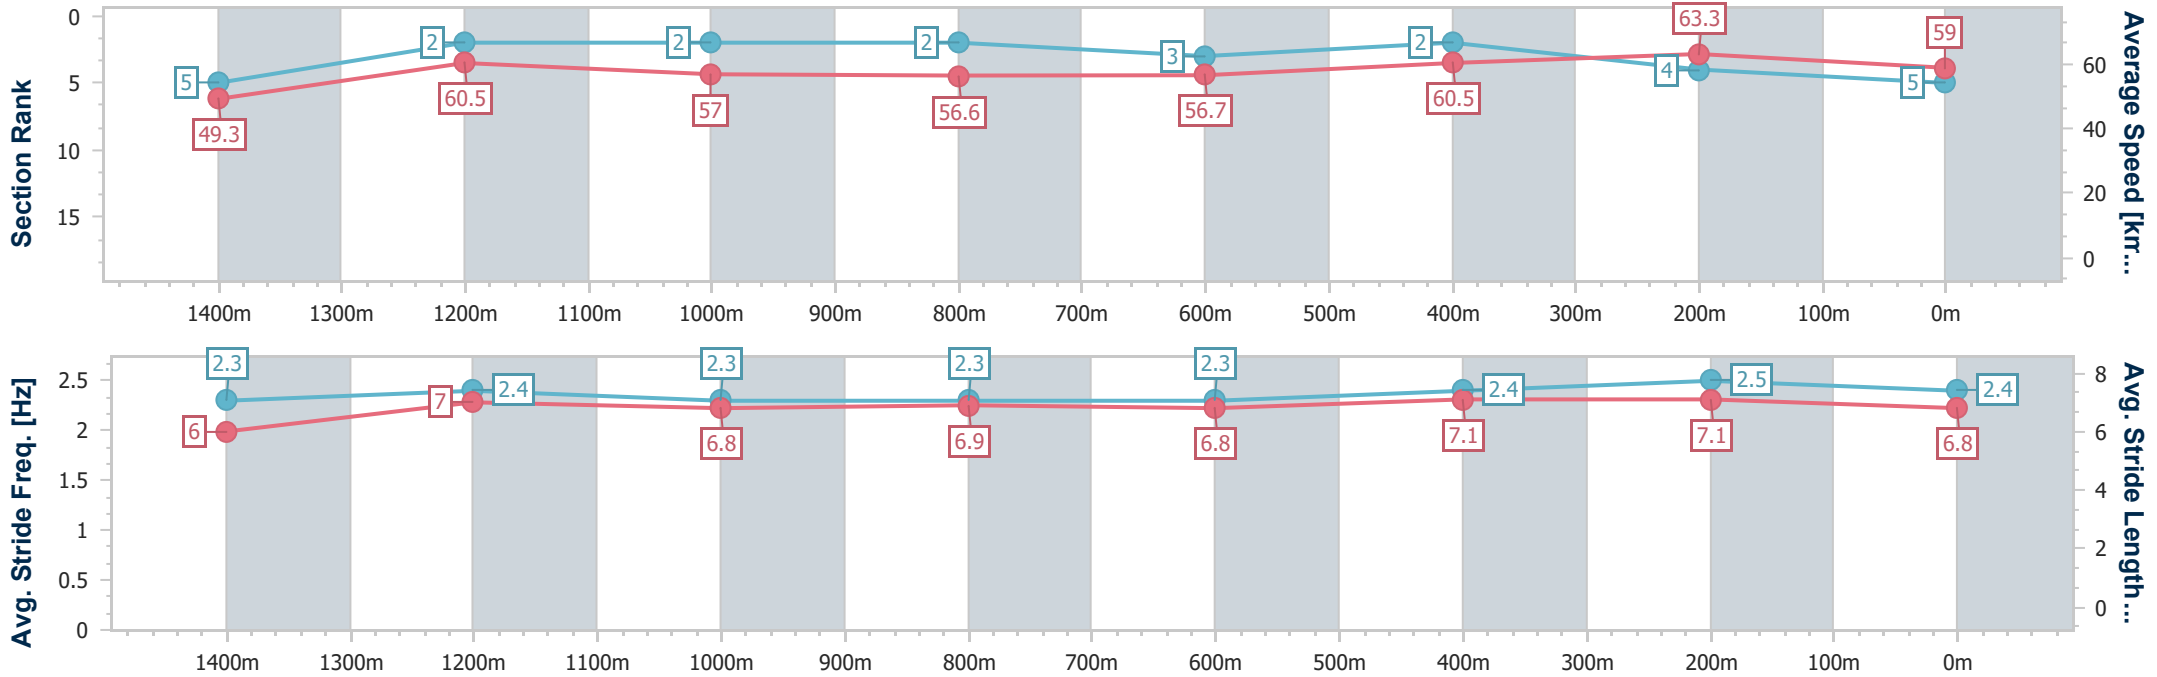 Section Rank
0
5
10
15
5
2
2
2
3
2
4
5
49.3
60.5
57
56.6
56.7
60.5
63.3
59
60
40
20
0
Average Speed [km...
1400m
1300m
1200m
1100m
1000m
900m
800m
700m
600m
500m
400m
300m
200m
100m
0m
Avg. Stride Freq. [Hz]
2.5
2
1.5
1
0.5
0
2.3
2.4
2.3
2.3
2.3
2.4
2.5
2.4
6
7
6.8
6.9
6.8
7.1
7.1
6.8
8
6
4
2
0
Avg. Stride Length...
1400m
1300m
1200m
1100m
1000m
900m
800m
700m
600m
500m
400m
300m
200m
100m
0m